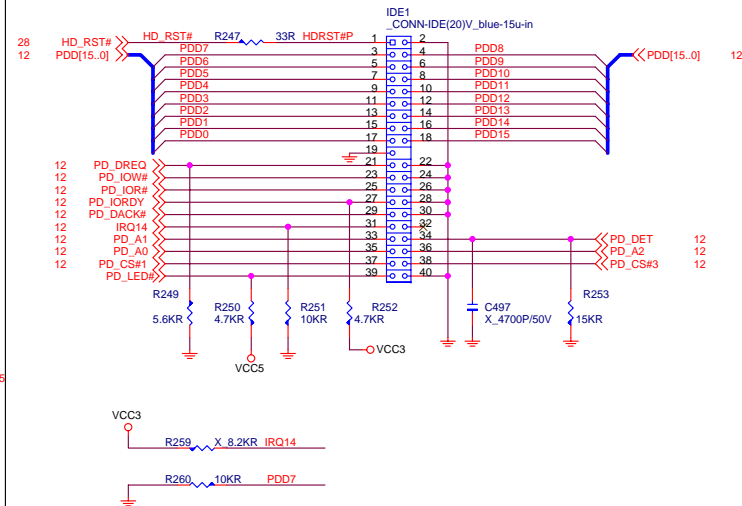 IDE1
_CONN-IDE(20)V_blue-15u-in
28 HD_RST# HD_RST# R247 33R HDRST#P 1 2
12 PDD[15..0] PDD7 3 4 PDD8 PDD[15..0] 12
PDD6 5 6 PDD9
PDD5 7 8 PDD10
PDD4 9 10 PDD11
PDD3 11 12 PDD12
PDD2 13 14 PDD13
PDD1 15 16 PDD14
PDD0 17 18 PDD15
19
12 PD_DREQ 21 22
12 PD_IOW# 23 24
12 PD_IOR# 25 26
12 PD_IORDY 27 28
12 PD_DACK# 29 30
12 IRQ14 31 32
12 PD_A1 33 34 PD_DET 12
12 PD_A0 35 36 PD_A2 12
12 PD_CS#1 37 38 PD_CS#3 12
PD_LED# 39 40
R249 5.6KR
R250 4.7KR
R251 10KR
R252 4.7KR
C497 X_4700P/50V
R253 15KR
VCC3
VCC5
5
VCC3
R259 X_8.2KR IRQ14
R260 10KR PDD7